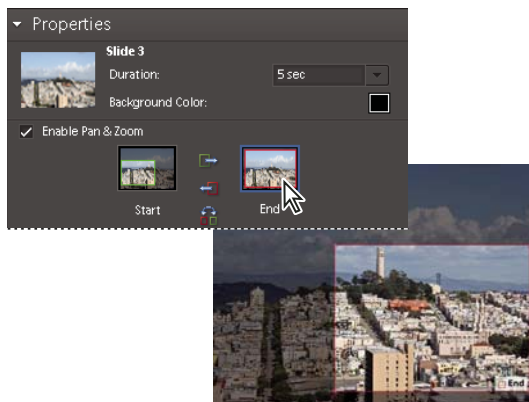 Properties
Slide 3
Duration: 5 sec
Background Color:
Enable Pan & Zoom
Start End
End